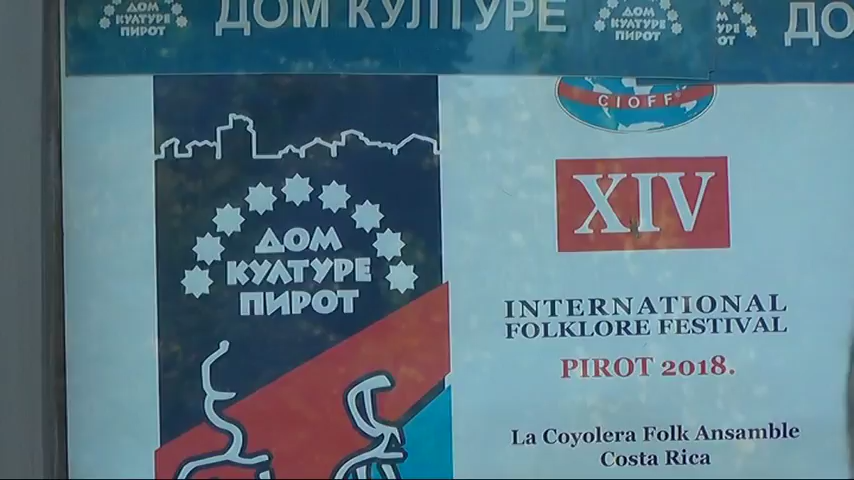 ДОМ КУЛТУРЕ
ДОМ
КУЛТУРЕ
ПИРОТ
ДОМ
КУЛТУРЕ
ПИРОТ
ДОМ
КУЛТУРЕ
ПИРОТ
CIOFF®
XIV
INTERNATIONAL
FOLKLORE FESTIVAL
PIROT 2018.
La Coyolera Folk Ansamble
Costa Rica